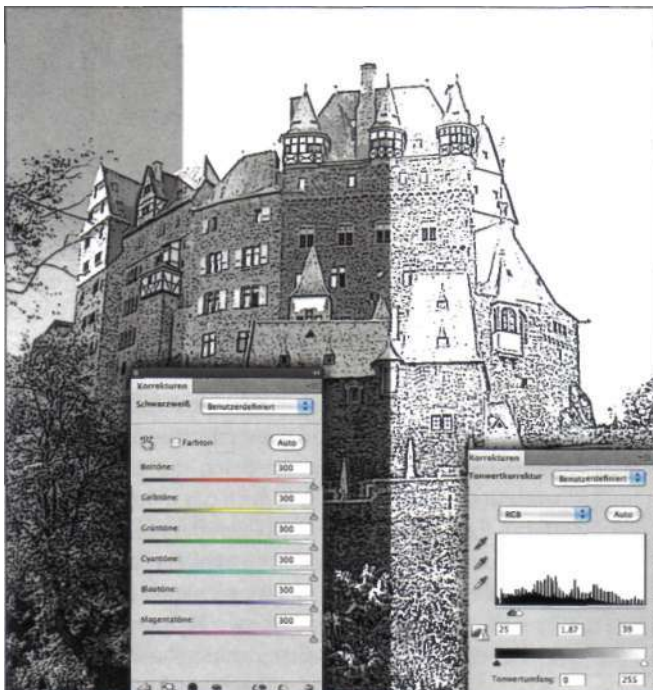 Korrekturen
Schwarzweiß Benutzerdefiniert
Farbton Auto
Rottöne: 300
Gelbtöne: 300
Grüntöne: 300
Cyantöne: 300
Blautöne: 300
Magentatöne: 300
Korrekturen
Tonwertkorrektur Benutzerdefiniert
RGB Auto
25 1,87 39
Tonwertumfang: 0 255